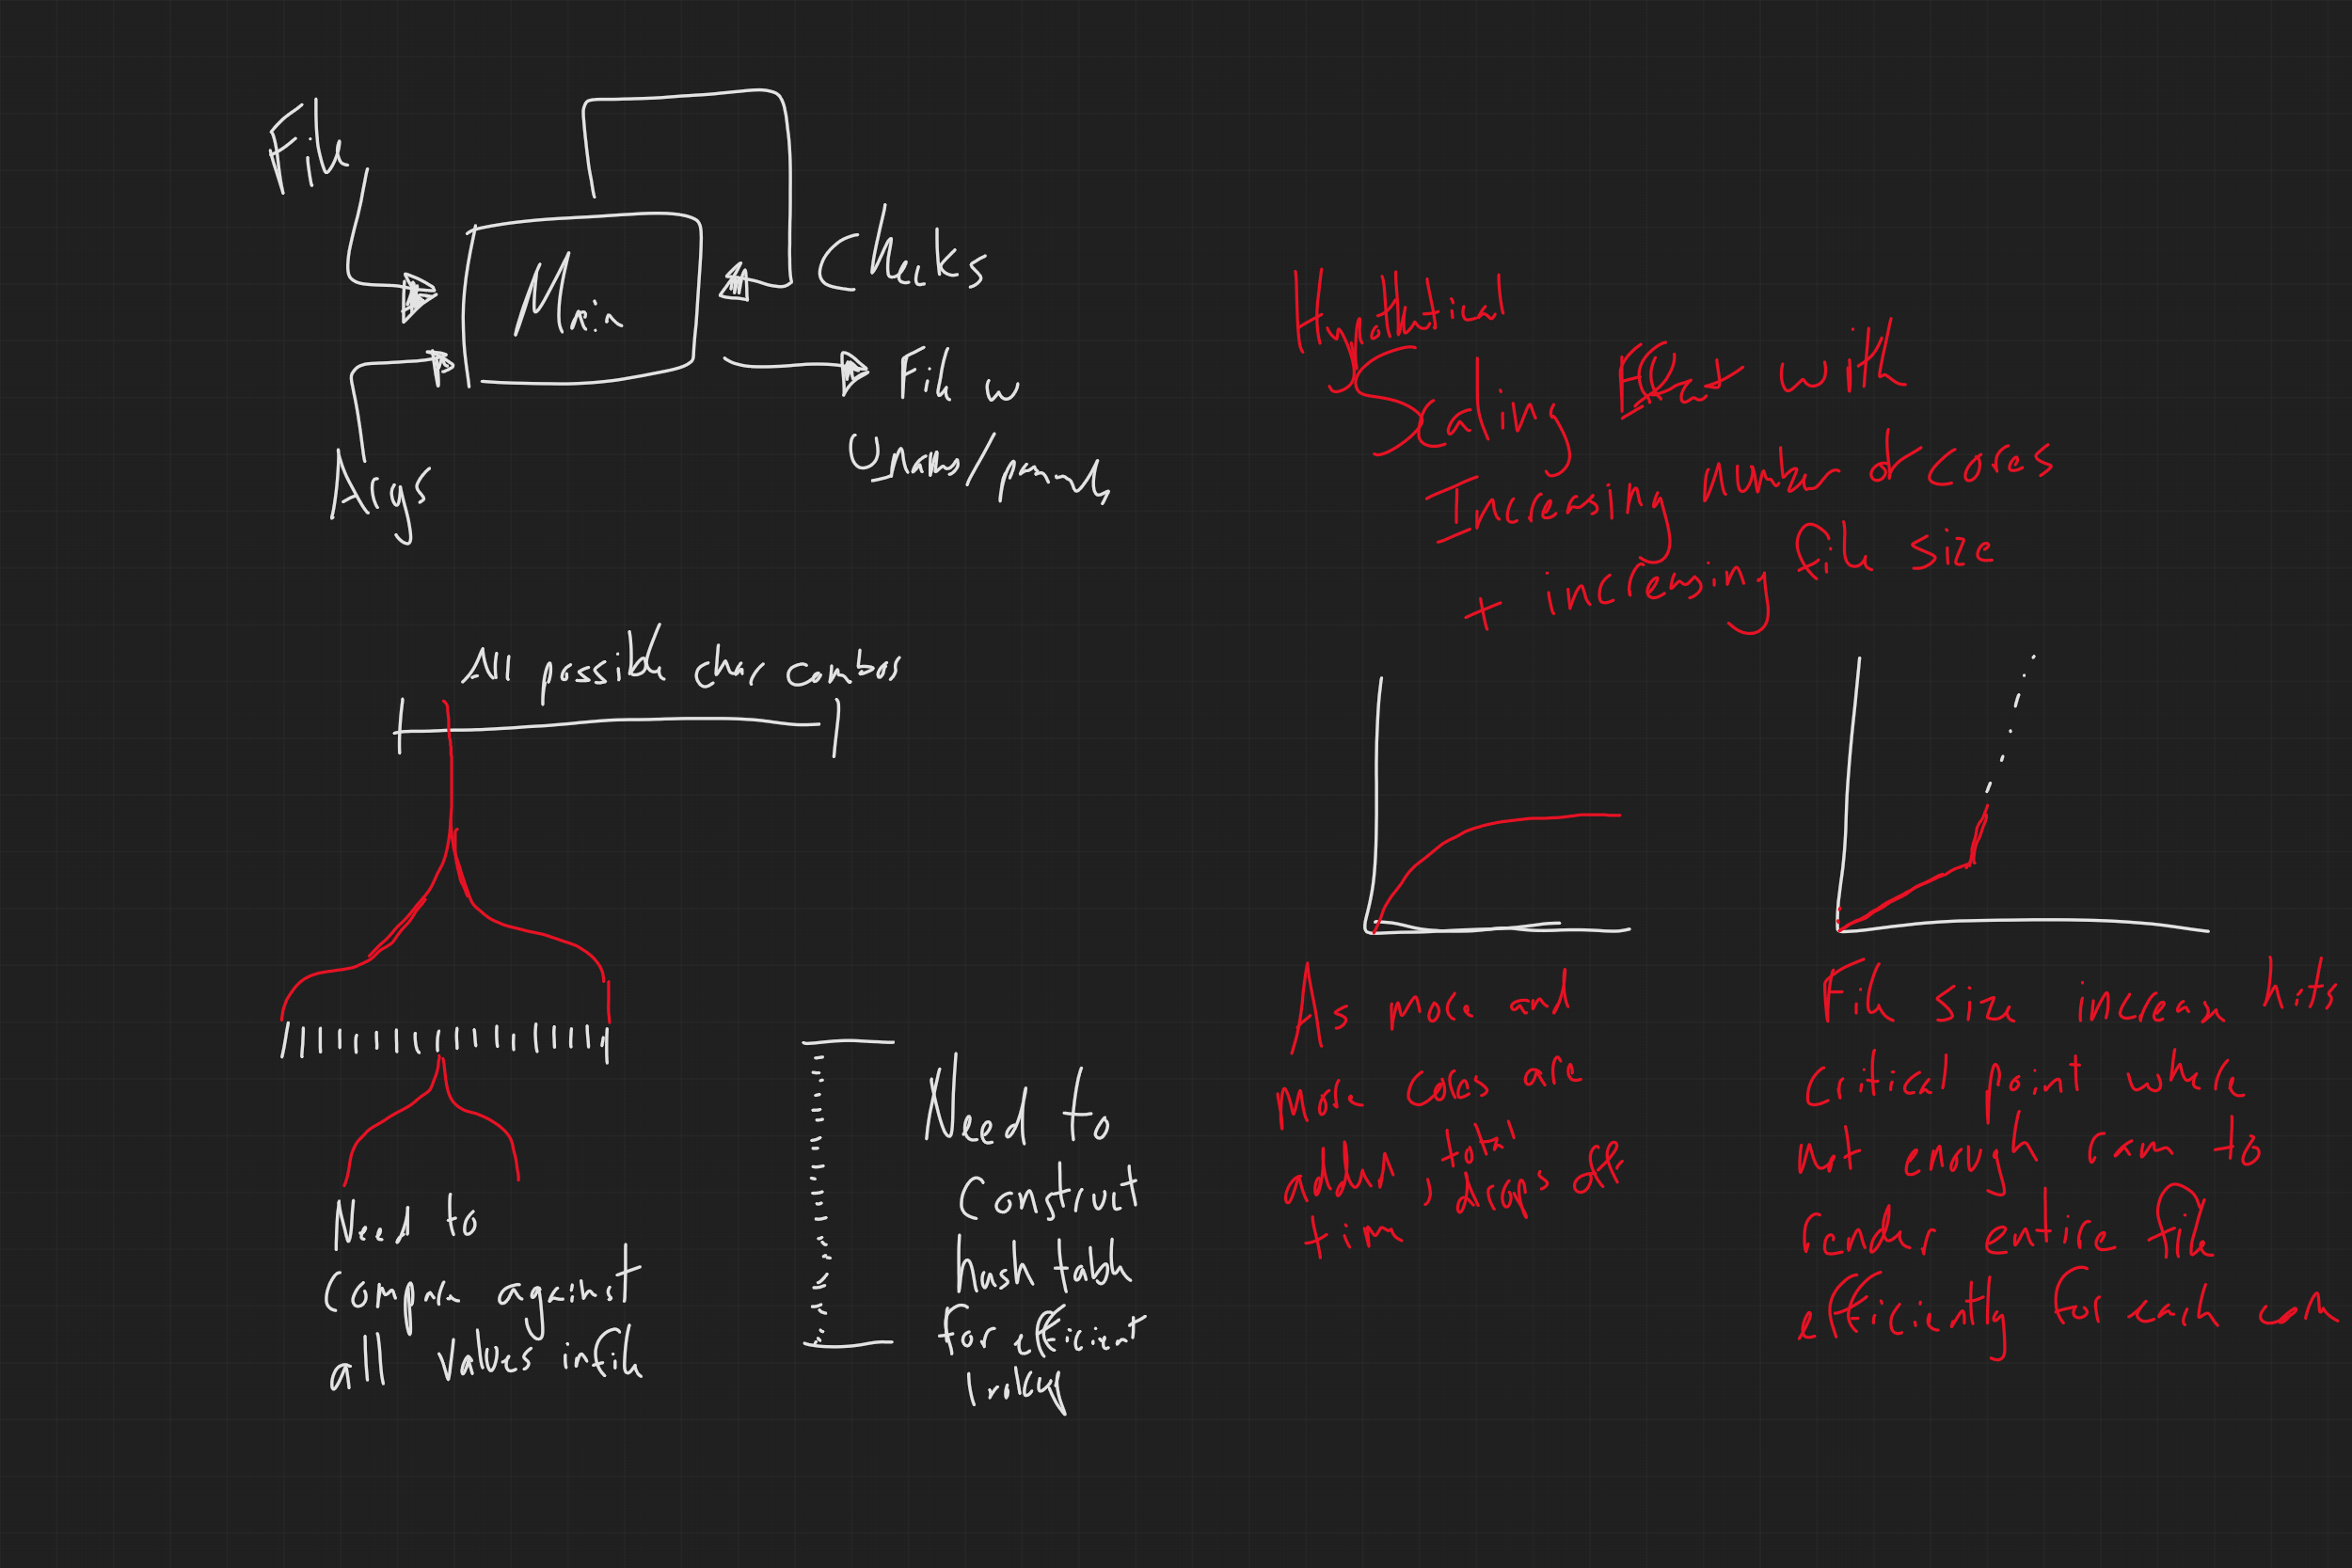 File
Main
Checks
File w
Unames/passwds
Args
All possible char combos
Need to
compare against
all values in file
Need to
Construct
hash table
for efficient
lookup
Hypothetical
Scaling Effect with
Increasing number of cores
+ increasing file size
As more and
more cores are
added, total
time drops off
File size increase hits
critical point where
not enough ram to
render entire file
efficiently for each